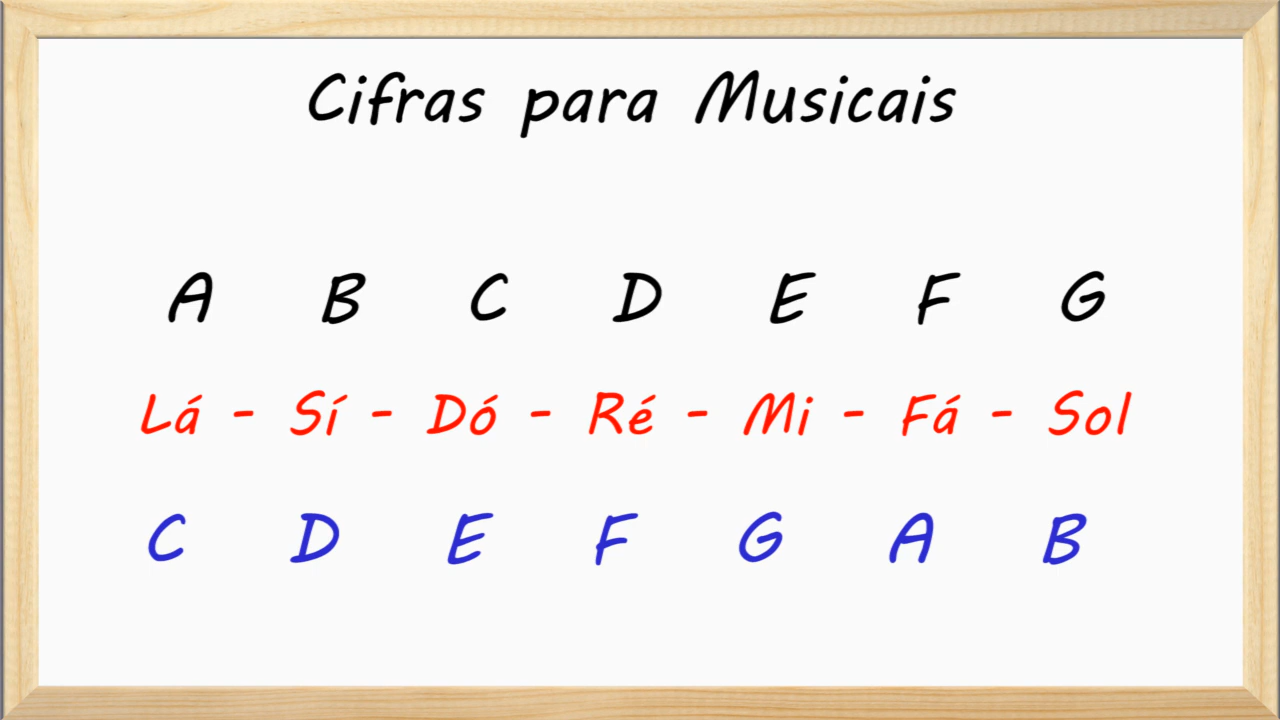 Cifras para Musicais
A B C D E F G
Lá - Sí - Dó - Ré - Mi - Fá - Sol
C D E F G A B